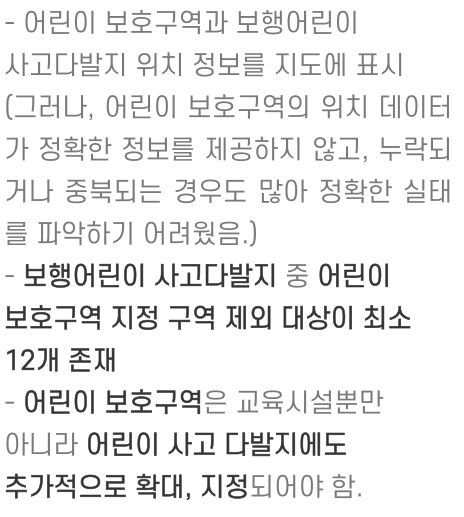 - 어린이 보호구역과 보행어린이
사고다발지 위치 정보를 지도에 표시
(그러나, 어린이 보호구역의 위치 데이터
가 정확한 정보를 제공하지 않고, 누락되
거나 중북되는 경우도 많아 정확한 실태
를 파악하기 어려웠음.)
- 보행어린이 사고다발지 중 어린이
보호구역 지정 구역 제외 대상이 최소
12개 존재
- 어린이 보호구역은 교육시설뿐만
아니라 어린이 사고 다발지에도
추가적으로 확대, 지정되어야 함.